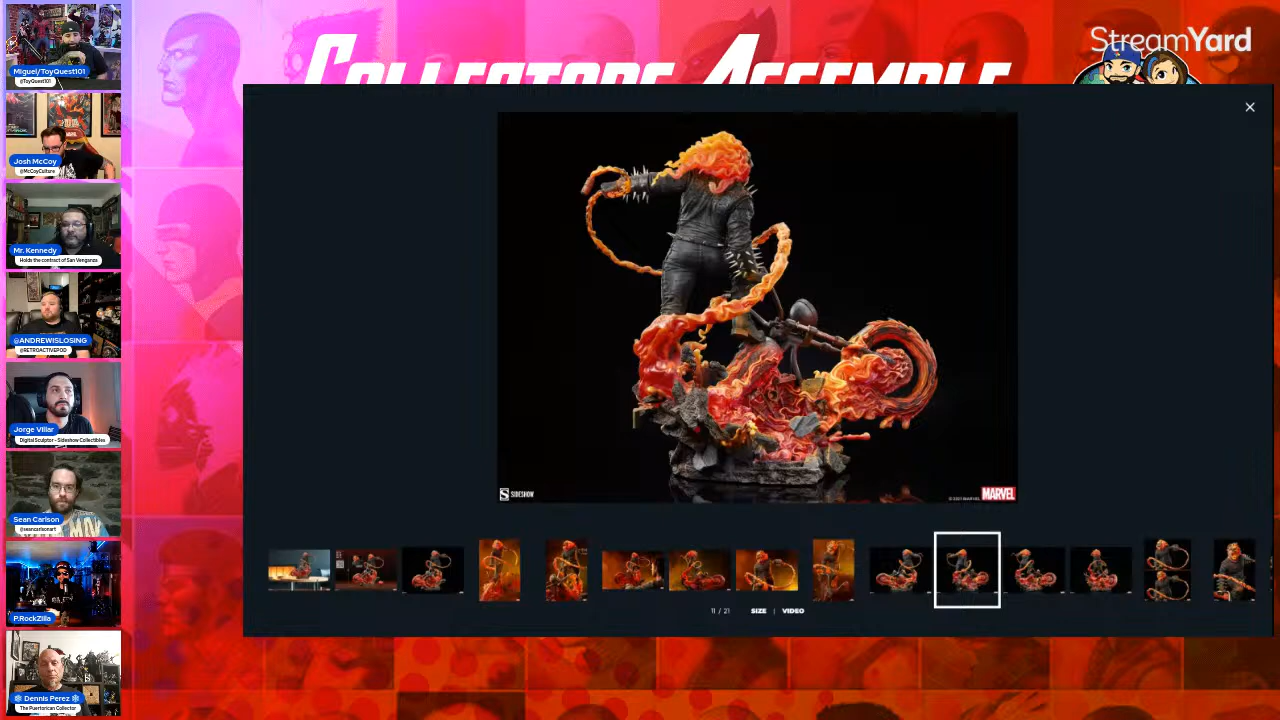 COLLECTORS ASSEMBLE
StreamYard
Miguel/ToyQuest101
@ToyQuest101
Josh McCoy
@McCoyCulture
Mr. Kennedy
Holds the contract of San Venganza
@ANDREWISLOSING
@RETROACTIVEPOD
Jorge Villar
Digital Sculptor - Sideshow Collectibles
Sean Carlson
@seancarlsonart
P.RockZilla
❄ Dennis Perez ❄
The Puertorican Collector
S SIDESHOW
MARVEL
11 / 21 SIZE | VIDEO